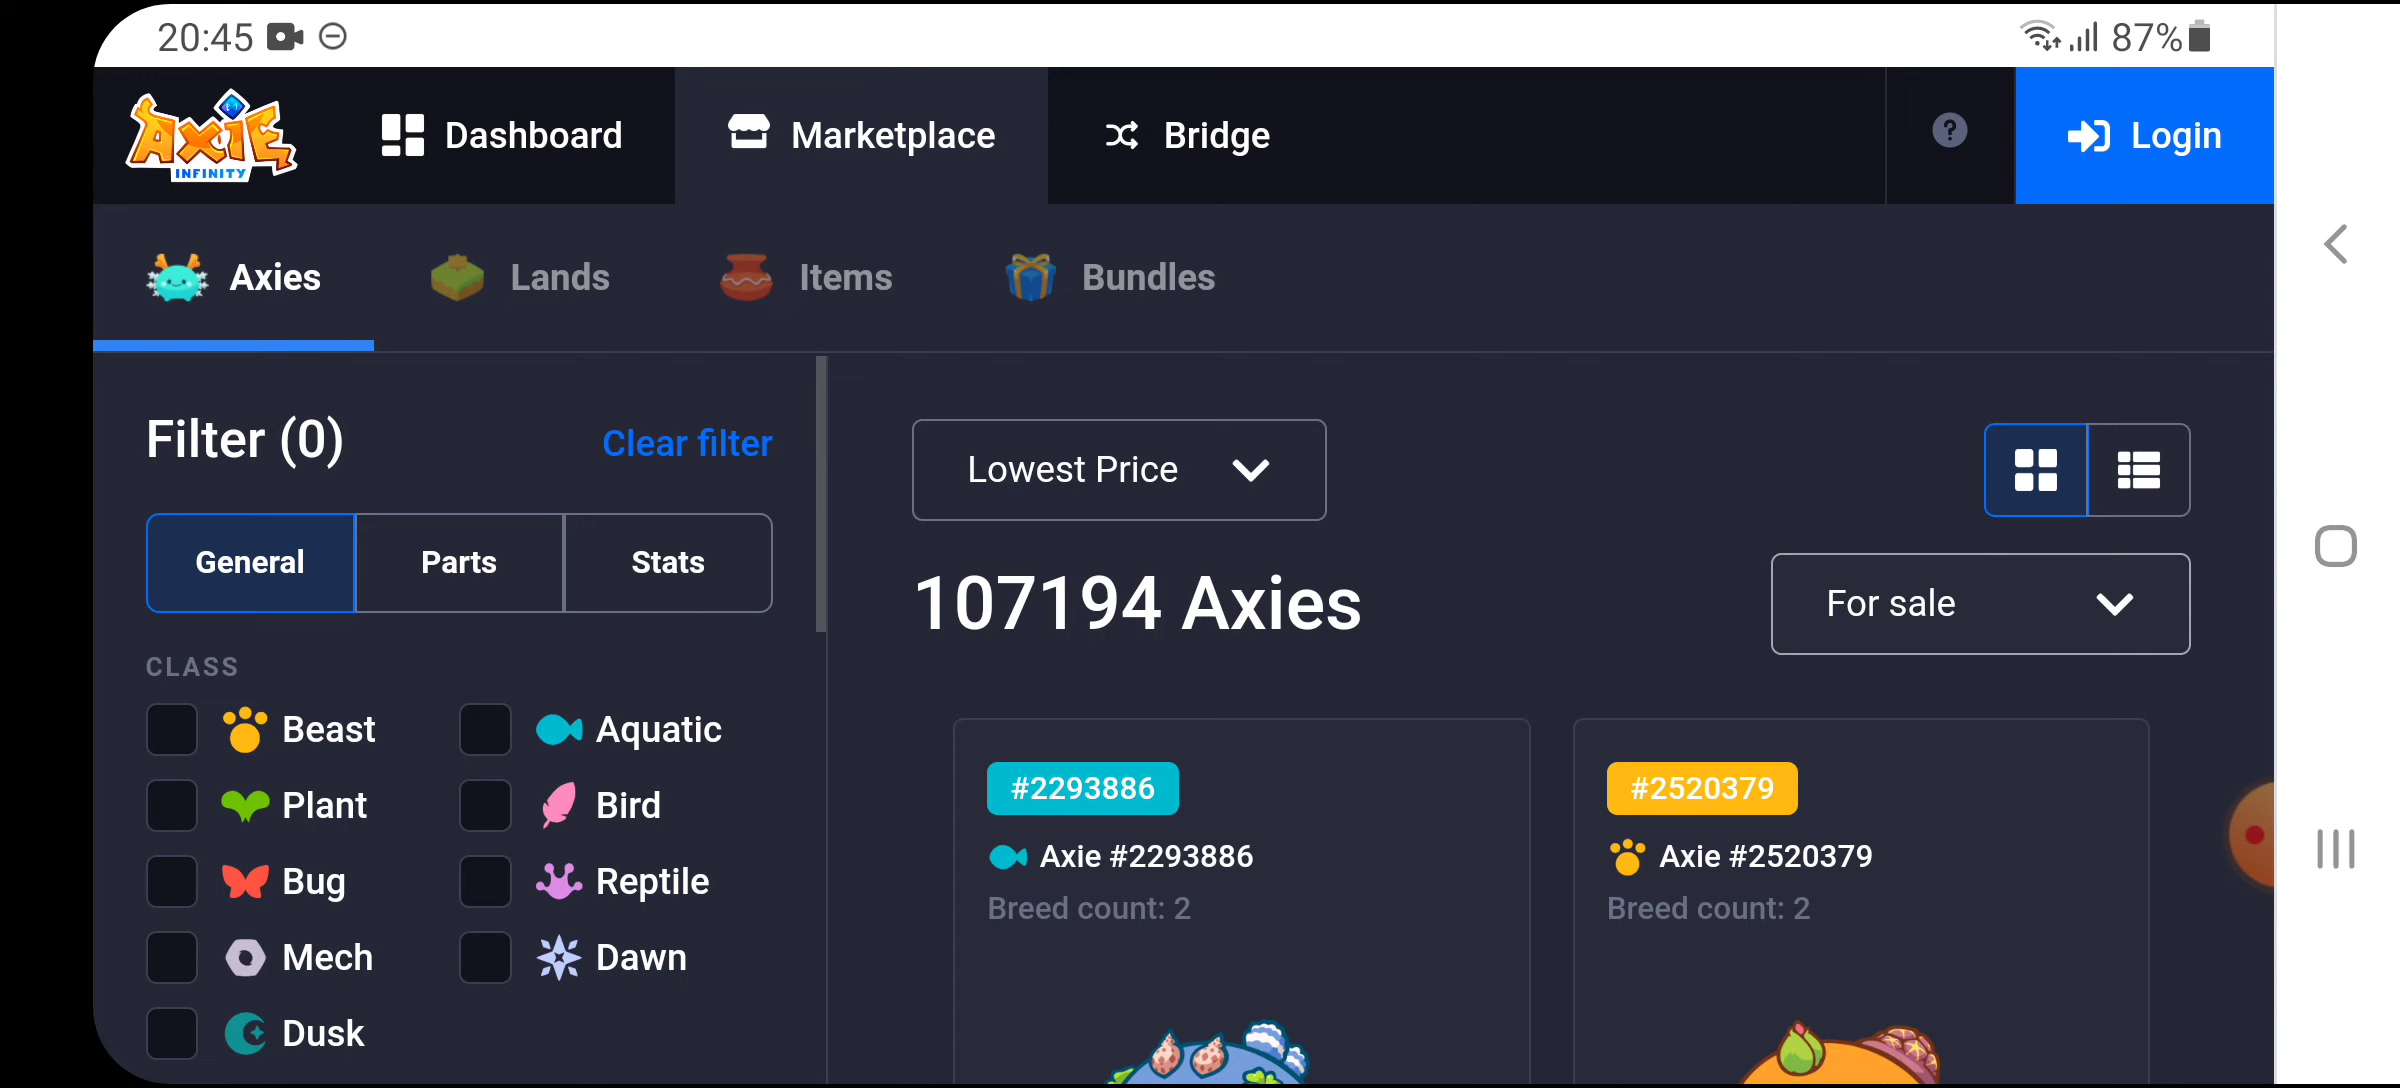 20:45
87%
AXIE
INFINITY
Dashboard
Marketplace
Bridge
?
Login
Axies
Lands
Items
Bundles
Filter (0)
Clear filter
General
Parts
Stats
CLASS
Beast
Aquatic
Plant
Bird
Bug
Reptile
Mech
Dawn
Dusk
Lowest Price
107194 Axies
For sale
#2293886
Axie #2293886
Breed count: 2
#2520379
Axie #2520379
Breed count: 2